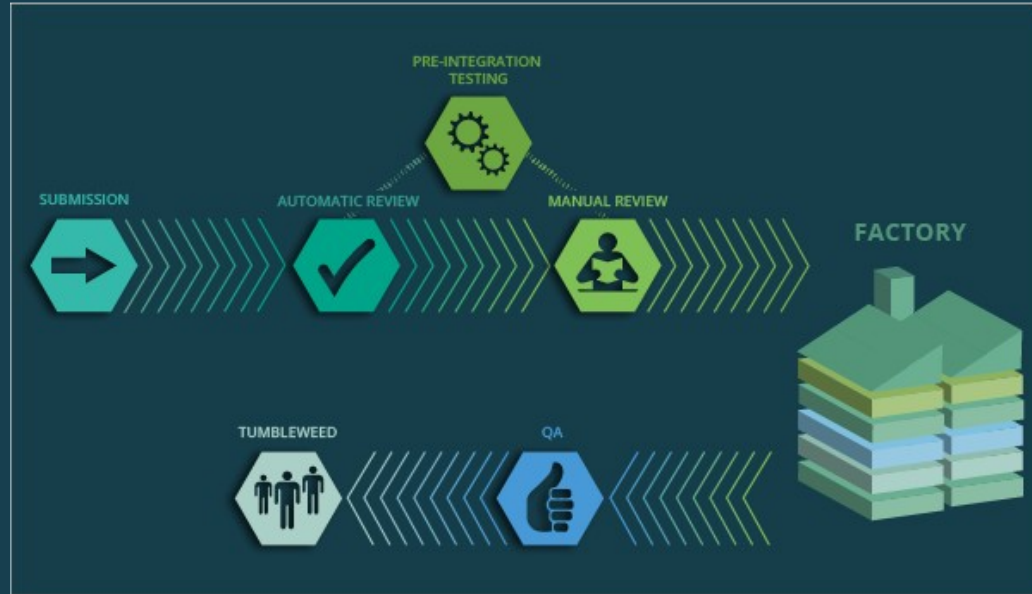 PRE-INTEGRATION
TESTING
SUBMISSION
AUTOMATIC REVIEW
MANUAL REVIEW
FACTORY
TUMBLEWEED
QA